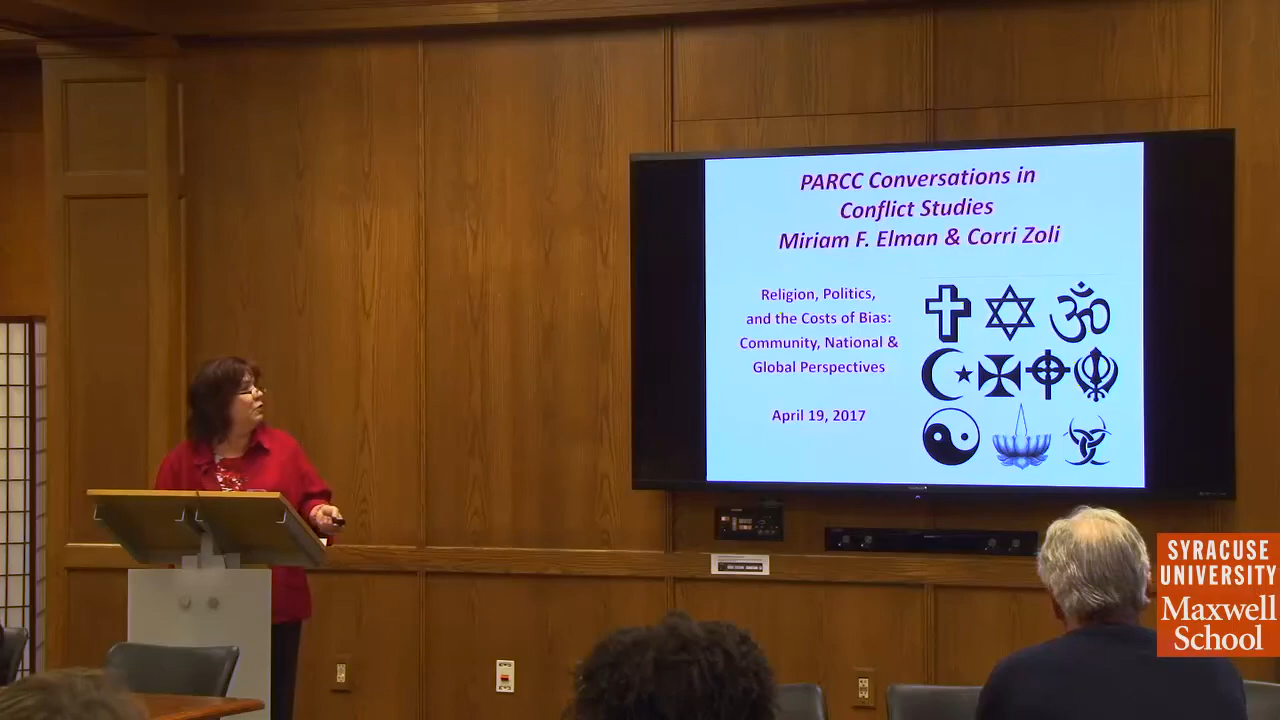 PARCC Conversations in
Conflict Studies
Miriam F. Elman & Corri Zoli
Religion, Politics,
and the Costs of Bias:
Community, National &
Global Perspectives
April 19, 2017
SYRACUSE
UNIVERSITY
Maxwell
School